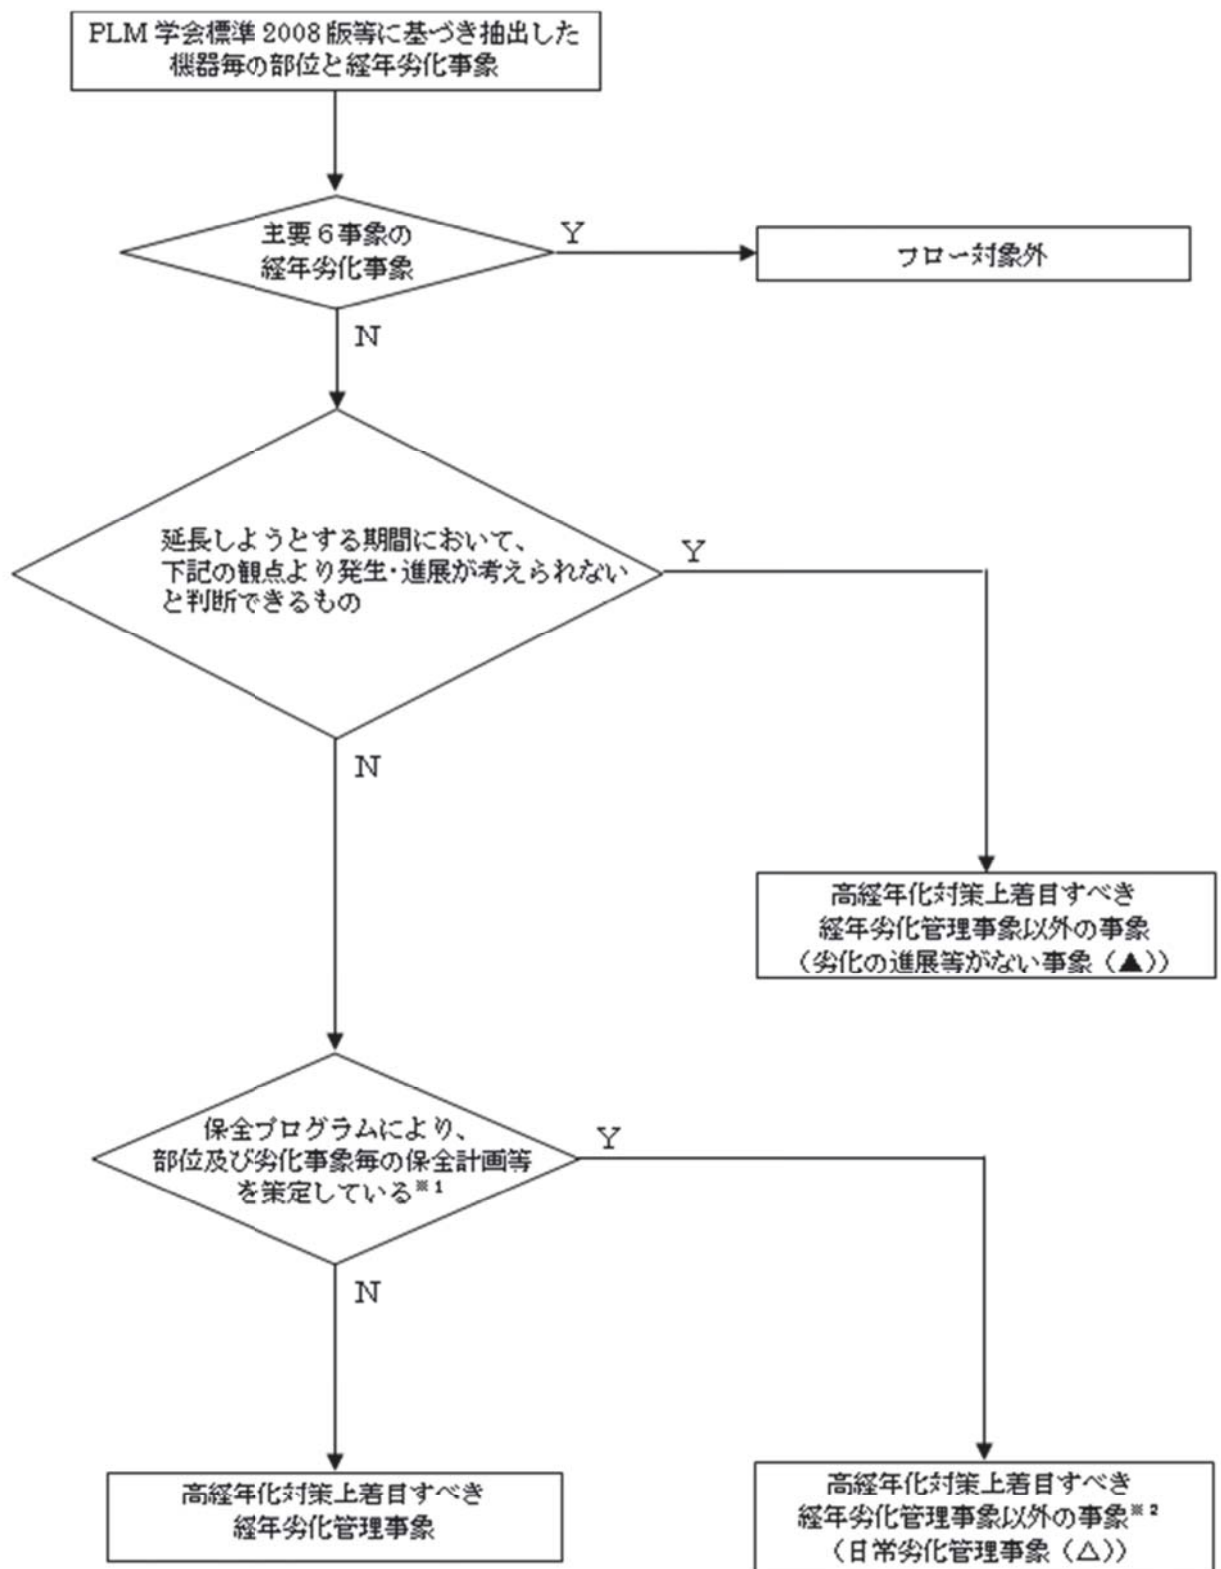 PLM 学会標準 2008 版等に基づき抽出した
機器毎の部位と経年劣化事象
主要６事象の
経年劣化事象
Y
フロー対象外
N
延長しようとする期間において、
下記の観点より発生・進展が考えられない
と判断できるもの
Y
N
高経年化対策上着目すべき
経年劣化管理事象以外の事象
（劣化の進展等がない事象（▲））
保全プログラムにより、
部位及び劣化事象毎の保全計画等
を策定している※1
Y
N
高経年化対策上着目すべき
経年劣化管理事象
高経年化対策上着目すべき
経年劣化管理事象以外の事象※2
（日常劣化管理事象（△））